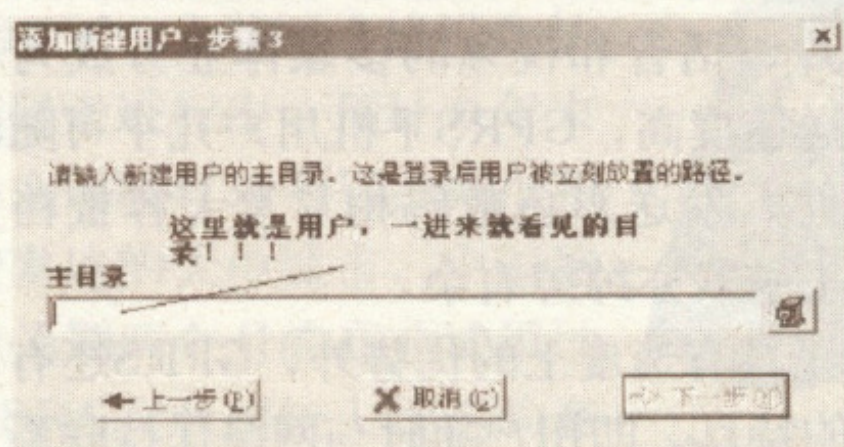 添加新建用户 - 步骤 3
请输入新建用户的主目录。这是登录后用户被立刻放置的路径。
这里就是用户，一进来就看见的目
录！！！
主目录
上一步(P)
取消(C)
下一步(N)